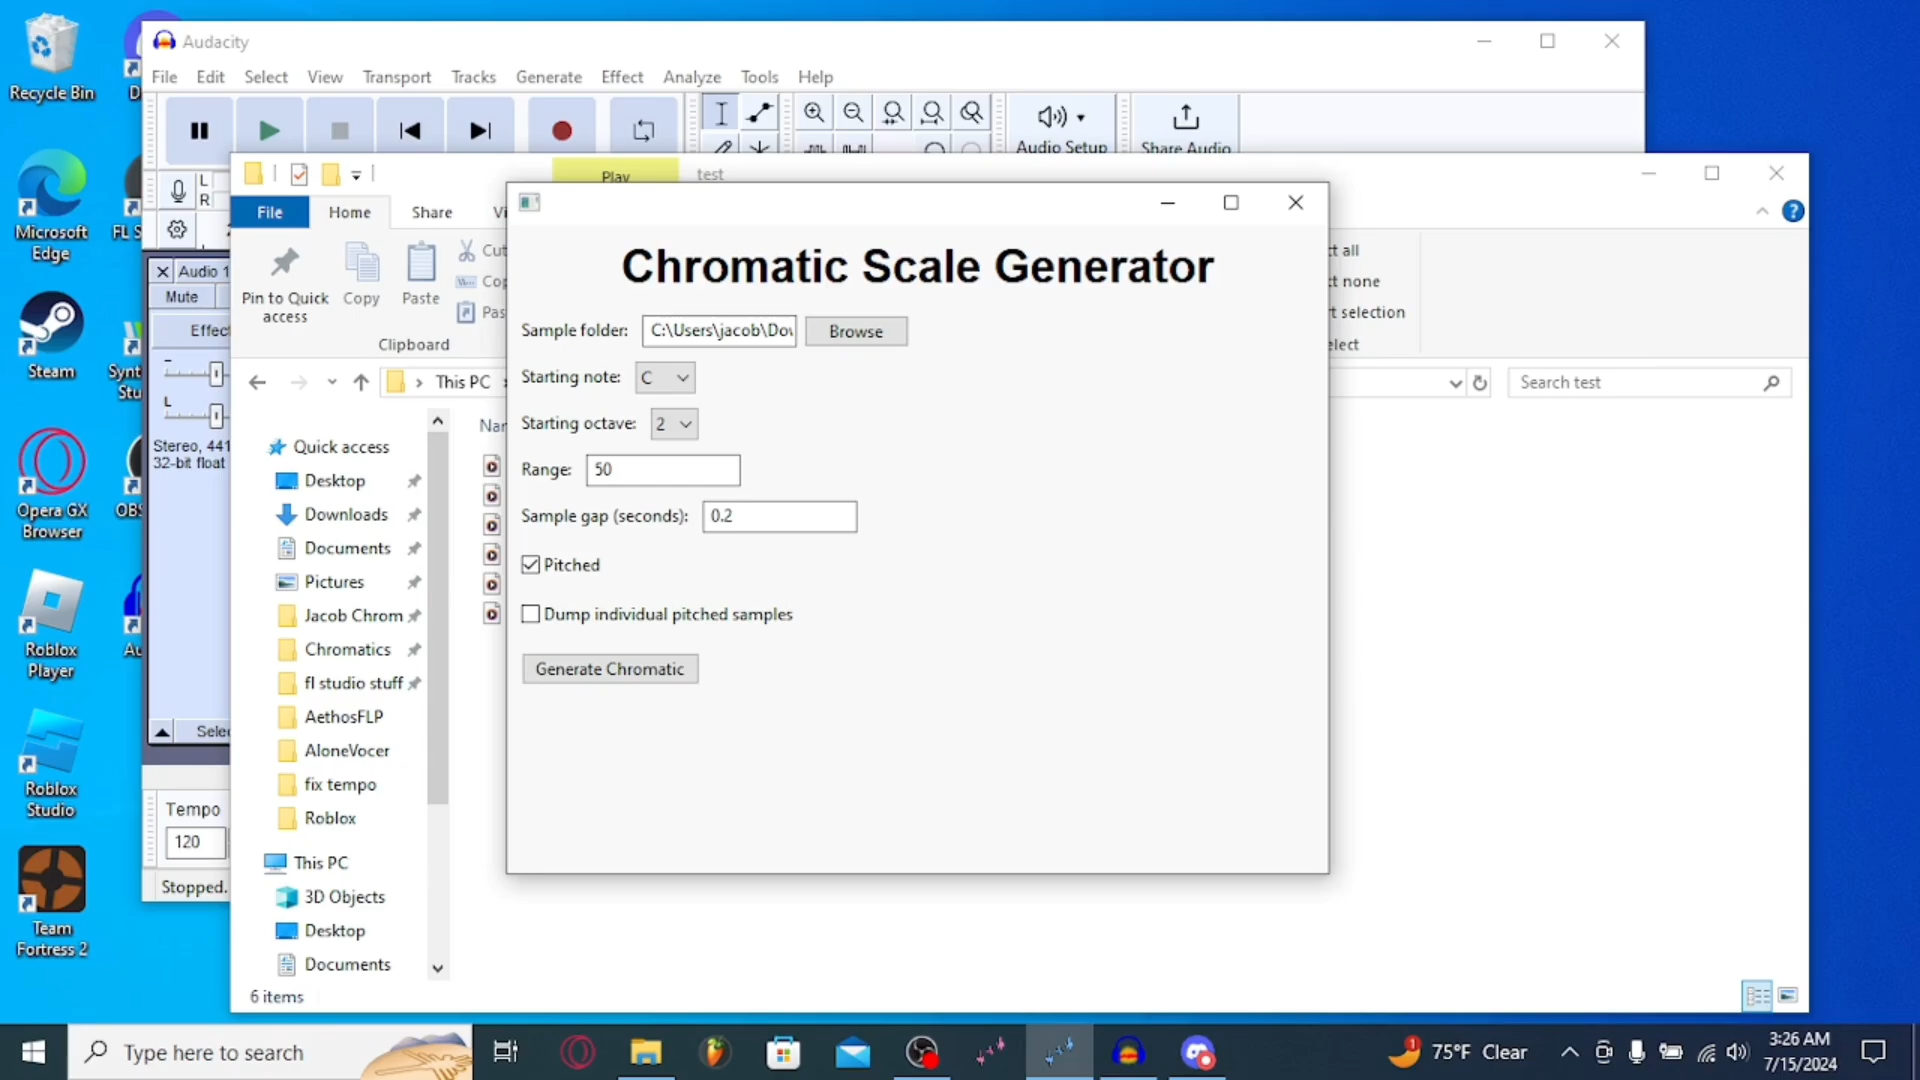 Recycle Bin
Microsoft
Edge
Steam
Opera GX
Browser
Roblox
Player
Roblox
Studio
Team
Fortress 2
Audacity
File Edit Select View Transport Tracks Generate Effect Analyze Tools Help
Audio Setup
Share Audio
L
R
Audio 1
Mute
L
Stereo, 441
32-bit float
Tempo
120
Stopped.
Play
test
File Home Share
Pin to Quick
access
Copy
Paste
Clipboard
This PC
Search test
Quick access
Desktop
Downloads
Documents
Pictures
Jacob Chrom
Chromatics
fl studio stuff
AethosFLP
AloneVocer
fix tempo
Roblox
This PC
3D Objects
Desktop
Documents
6 items
Chromatic Scale Generator
Sample folder: C:\Users\jacob\Do Browse
Starting note: C
Starting octave: 2
Range: 50
Sample gap (seconds): 0.2
Pitched
Dump individual pitched samples
Generate Chromatic
Type here to search
1
75°F Clear
3:26 AM
7/15/2024